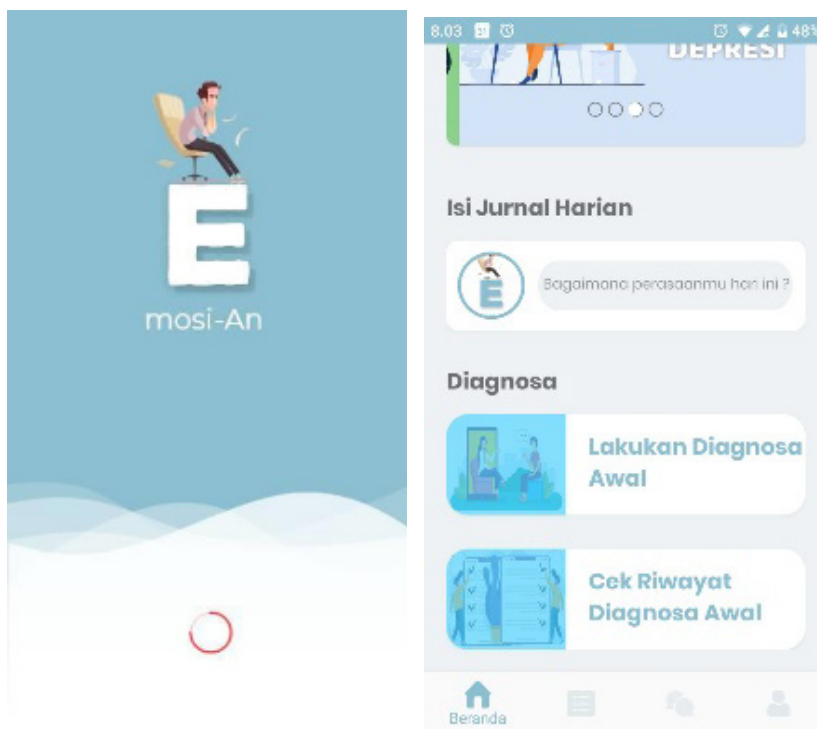 E
mosi-An
8.03 31 48%
DEPRESI
Isi Jurnal Harian
E
Bagaimana perasaanmu hari ini ?
Diagnosa
Lakukan Diagnosa
Awal
Cek Riwayat
Diagnosa Awal
Beranda